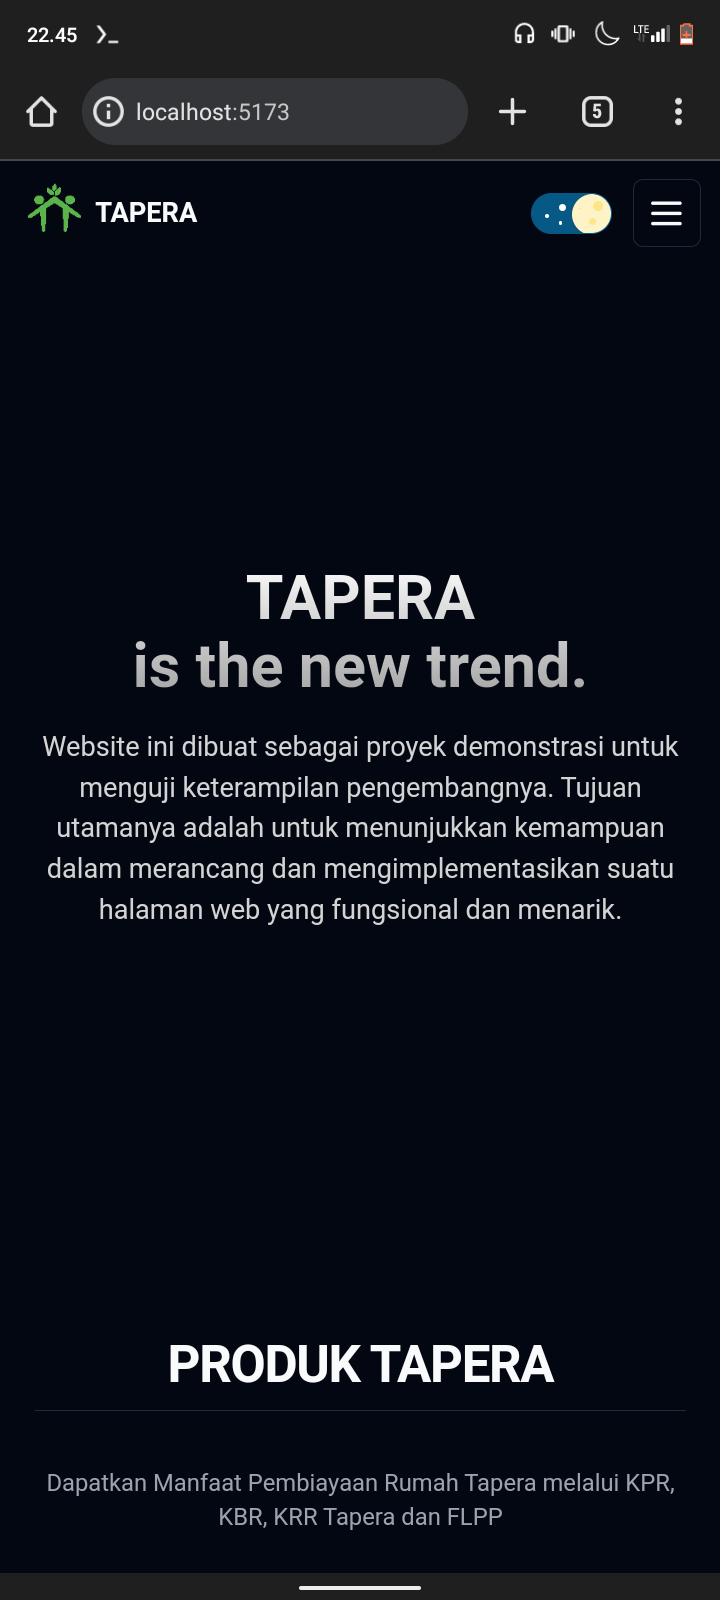 22.45
LTE
localhost:5173
5
TAPERA
TAPERA
is the new trend.
Website ini dibuat sebagai proyek demonstrasi untuk
menguji keterampilan pengembangnya. Tujuan
utamanya adalah untuk menunjukkan kemampuan
dalam merancang dan mengimplementasikan suatu
halaman web yang fungsional dan menarik.
PRODUK TAPERA
Dapatkan Manfaat Pembiayaan Rumah Tapera melalui KPR,
KBR, KRR Tapera dan FLPP